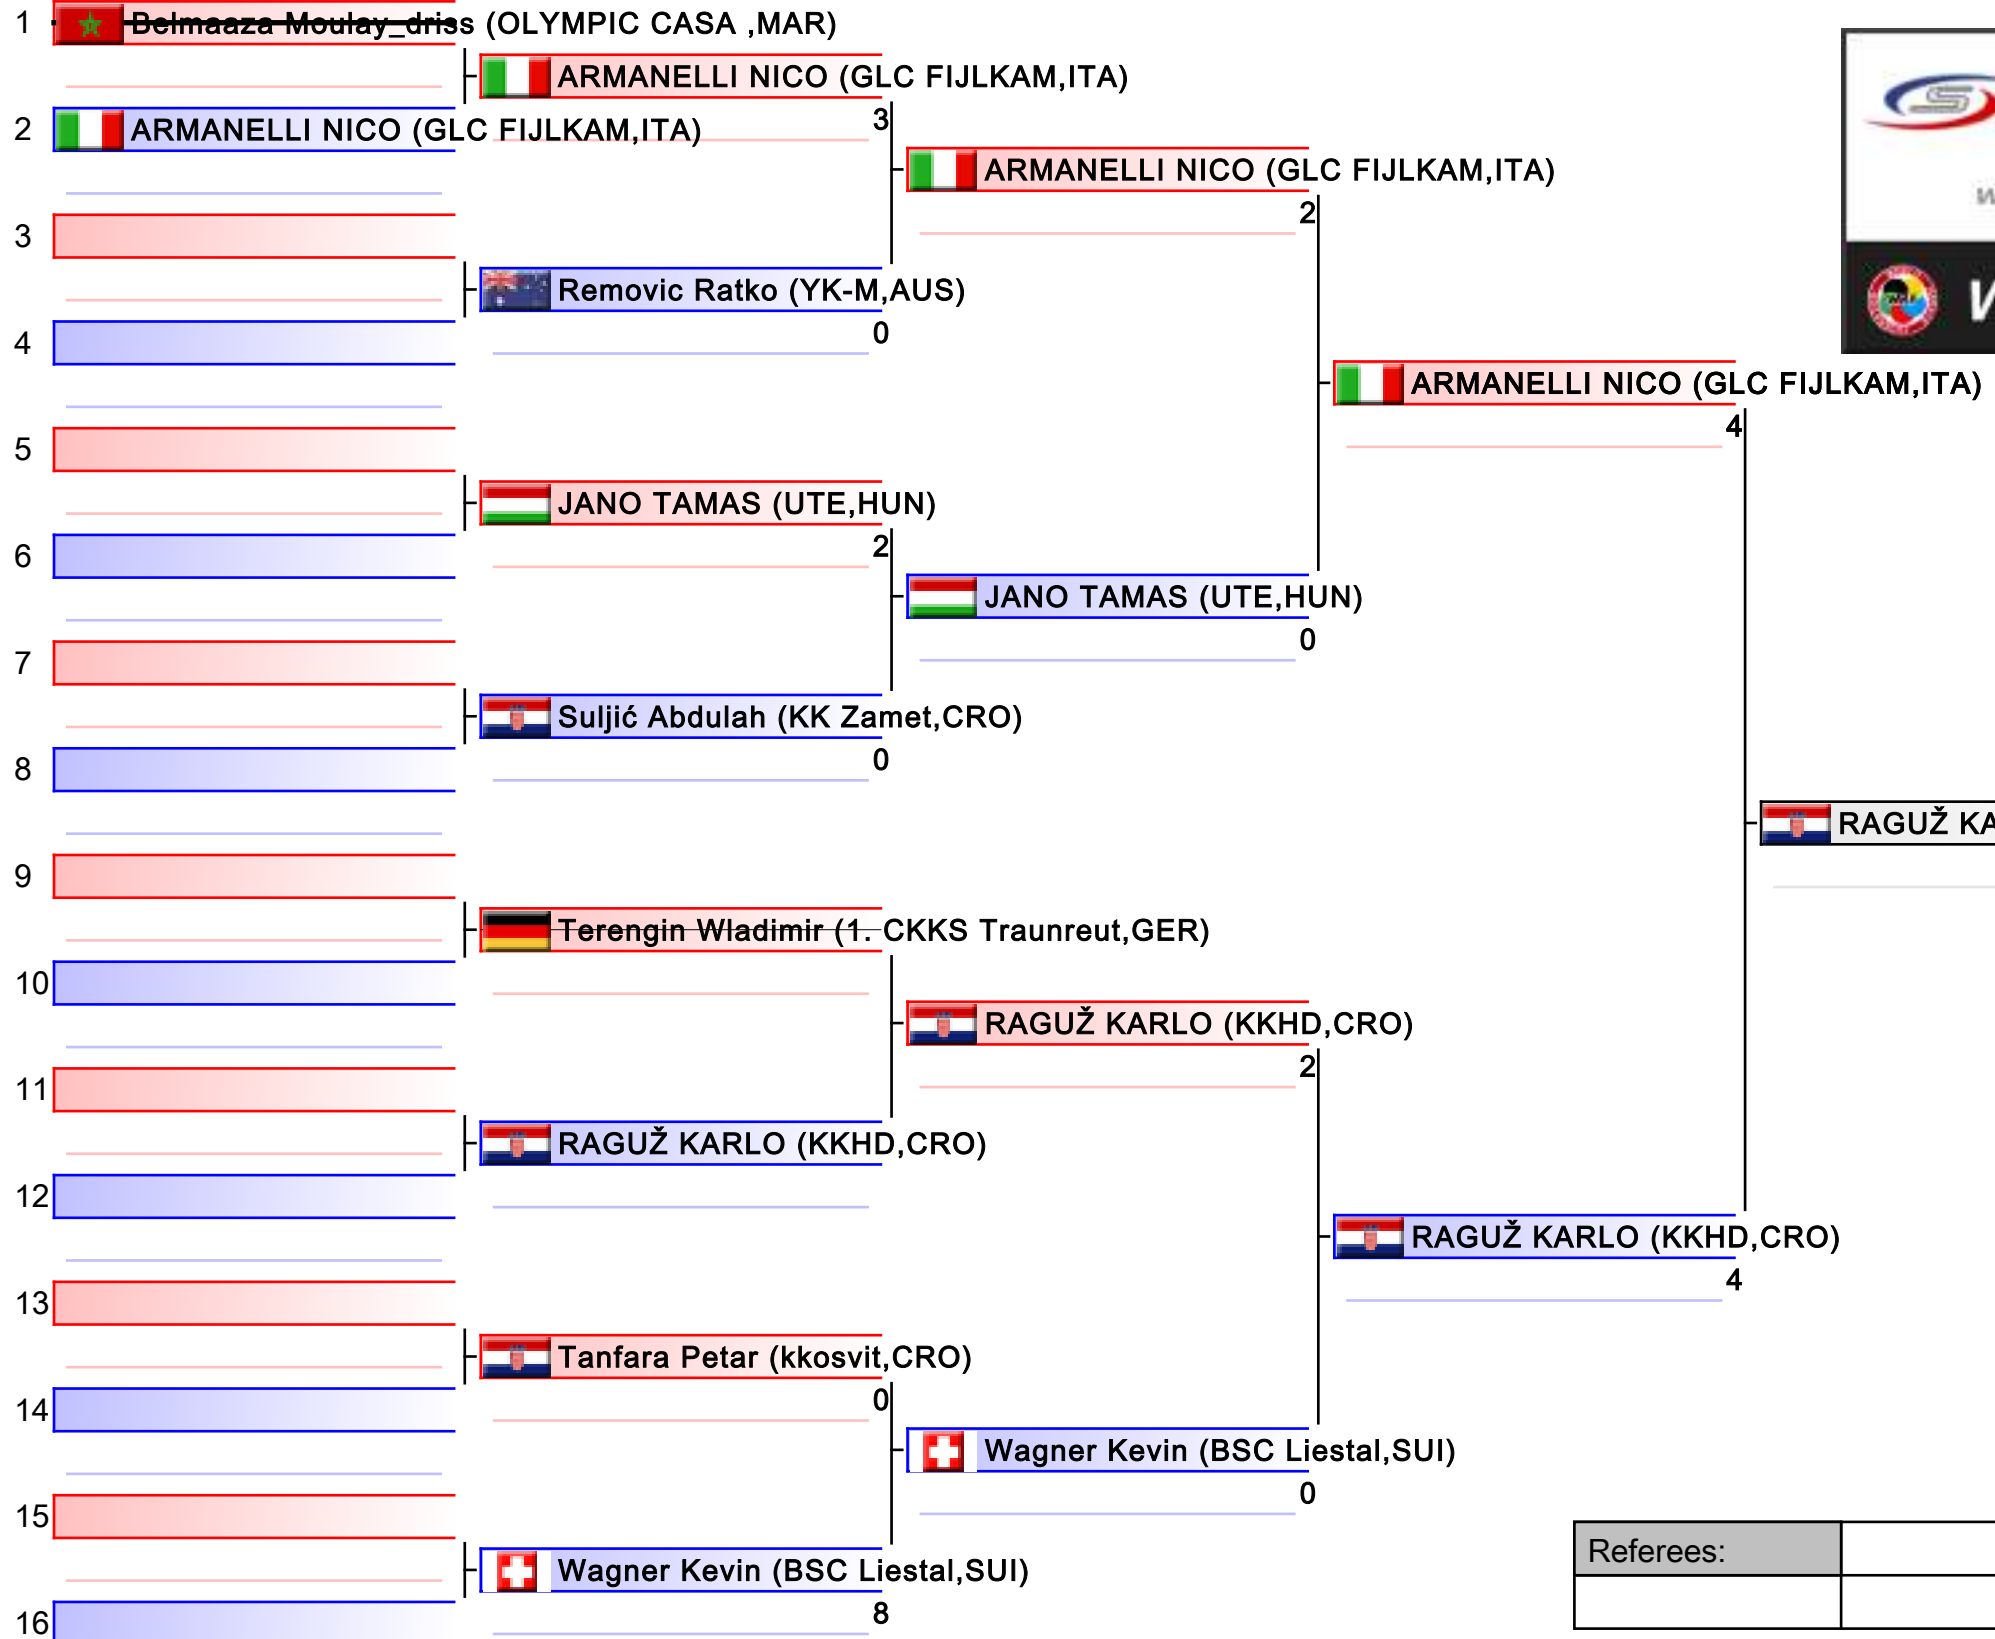 1 Belmaaza Moulay_driss (OLYMPIC CASA ,MAR)
ARMANELLI NICO (GLC FIJLKAM,ITA)
3
2 ARMANELLI NICO (GLC FIJLKAM,ITA)
ARMANELLI NICO (GLC FIJLKAM,ITA)
2
3
Removic Ratko (YK-M,AUS)
0
4
ARMANELLI NICO (GLC FIJLKAM,ITA)
4
5
JANO TAMAS (UTE,HUN)
2
6
JANO TAMAS (UTE,HUN)
0
7
Suljić Abdulah (KK Zamet,CRO)
0
8
RAGUŽ KA
9
Terengin Wladimir (1. CKKS Traunreut,GER)
10
RAGUŽ KARLO (KKHD,CRO)
2
11
RAGUŽ KARLO (KKHD,CRO)
12
RAGUŽ KARLO (KKHD,CRO)
4
13
Tanfara Petar (kkosvit,CRO)
0
14
Wagner Kevin (BSC Liestal,SUI)
0
15
Referees:
Wagner Kevin (BSC Liestal,SUI)
8
16